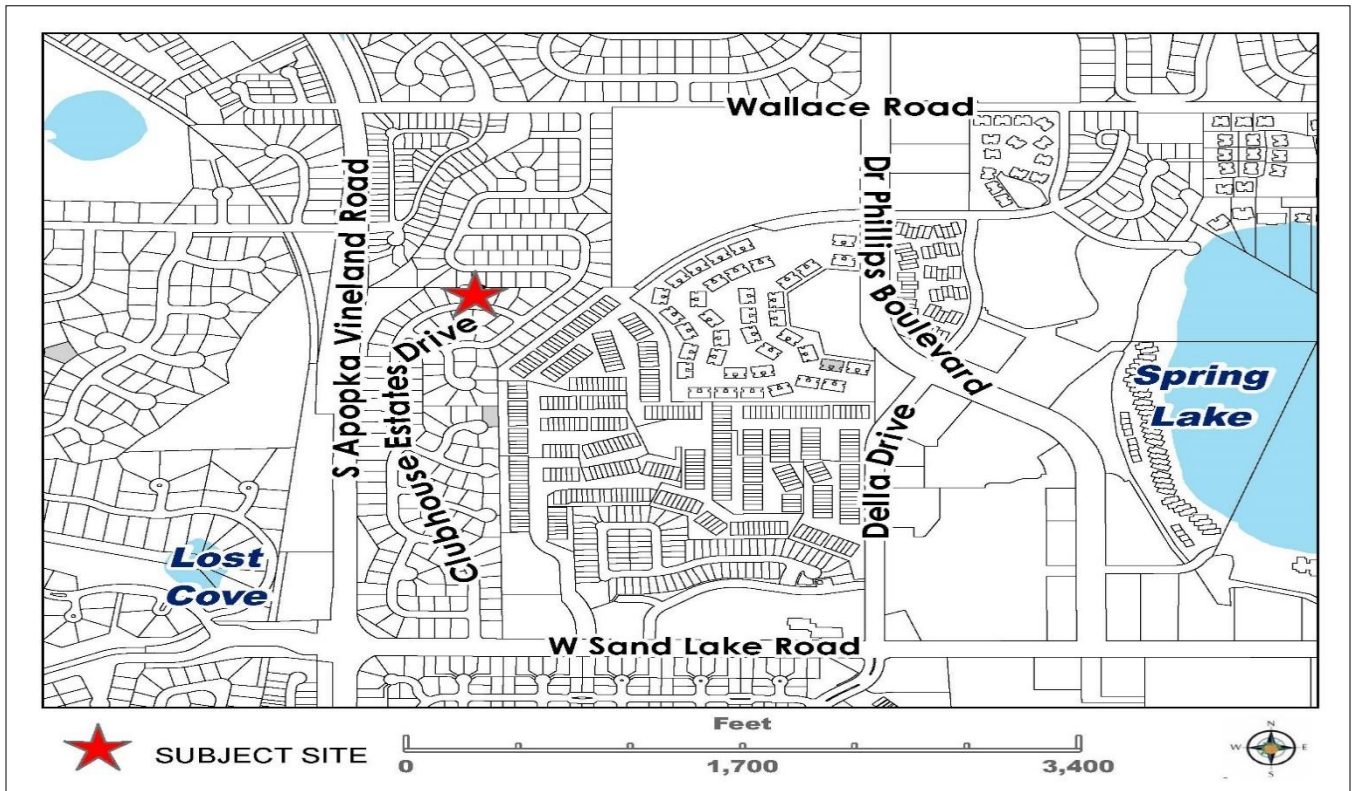 Wallace Road
S Apopka Vineland Road
Dr Phillips Boulevard
Clubhouse Estates Drive
Spring
Lake
Della Drive
Lost
Cove
W Sand Lake Road
SUBJECT SITE
Feet
0
1,700
3,400
N
W
E
S